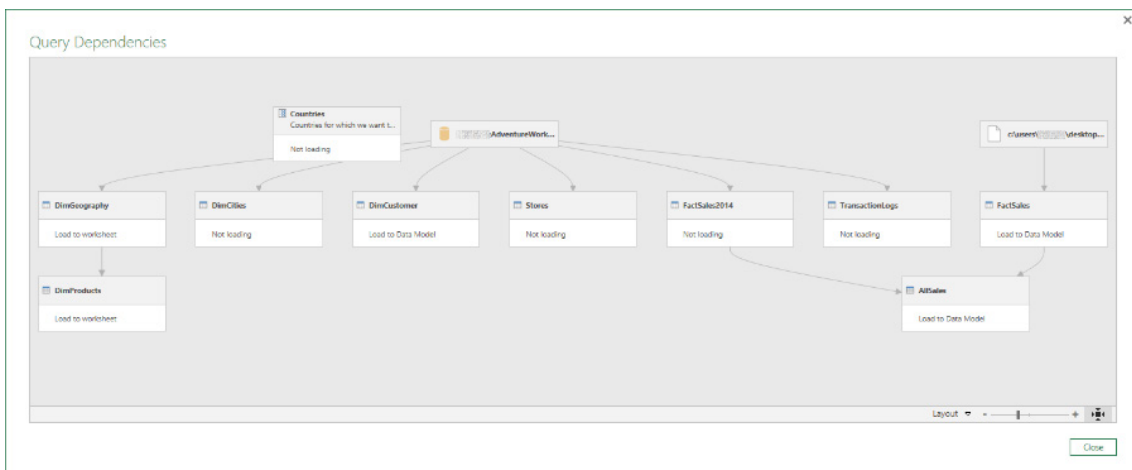 Query Dependencies
Countries
Countries for which we want t...
Not loading
AdventureWork...
c:\users\ \desktop...
DimGeography
Load to worksheet
DimCities
Not loading
DimCustomer
Load to Data Model
Stores
Not loading
FactSales2014
Not loading
TransactionLogs
Not loading
FactSales
Load to Data Model
DimProducts
Load to worksheet
AllSales
Load to Data Model
Layout
Close